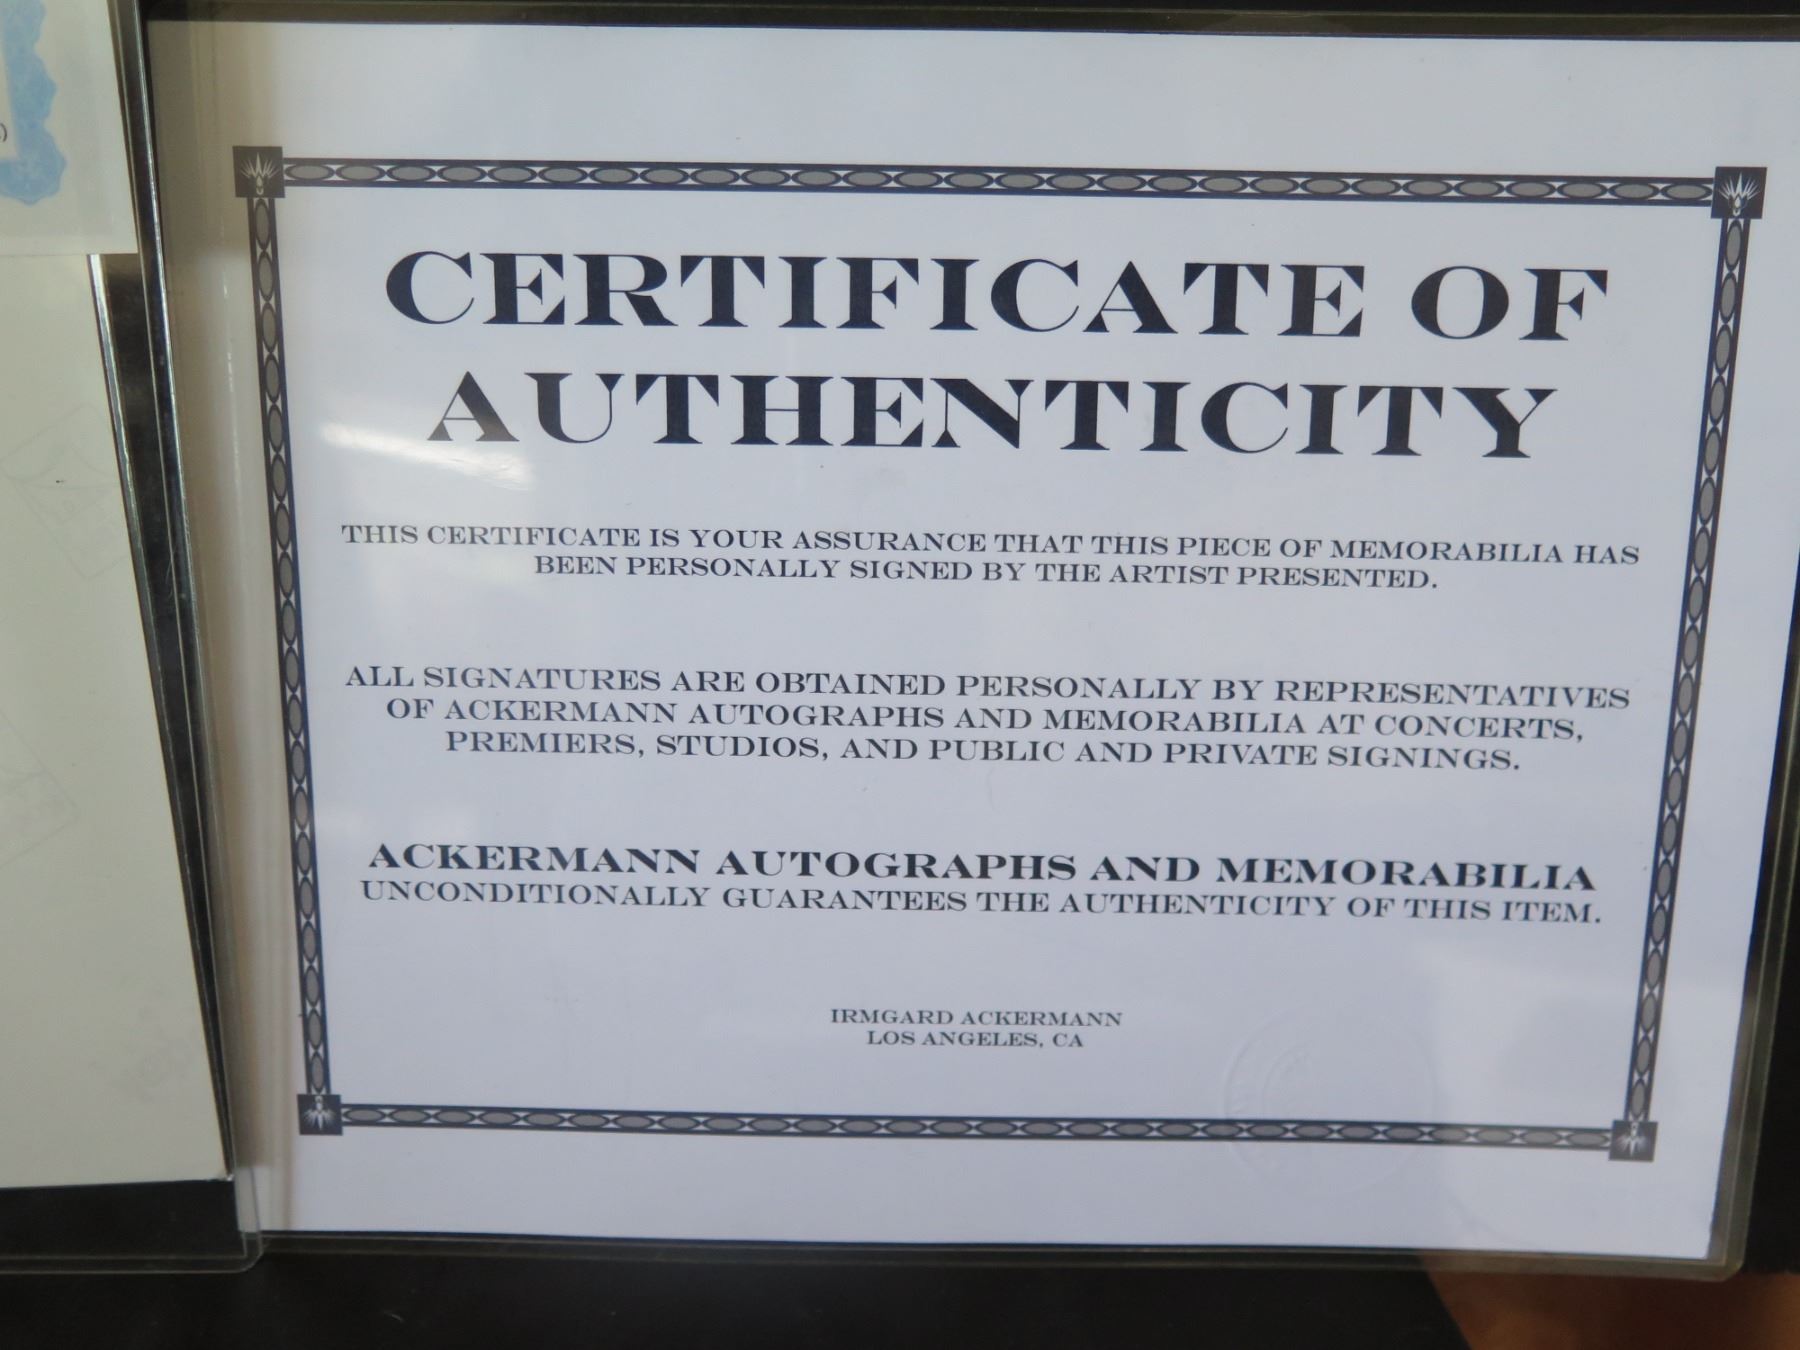 )
CERTIFICATE OF
AUTHENTICITY
THIS CERTIFICATE IS YOUR ASSURANCE THAT THIS PIECE OF MEMORABILIA HAS
BEEN PERSONALLY SIGNED BY THE ARTIST PRESENTED.
ALL SIGNATURES ARE OBTAINED PERSONALLY BY REPRESENTATIVES
OF ACKERMANN AUTOGRAPHS AND MEMORABILIA AT CONCERTS,
PREMIERS, STUDIOS, AND PUBLIC AND PRIVATE SIGNINGS.
ACKERMANN AUTOGRAPHS AND MEMORABILIA
UNCONDITIONALLY GUARANTEES THE AUTHENTICITY OF THIS ITEM.
IRMGARD ACKERMANN
LOS ANGELES, CA